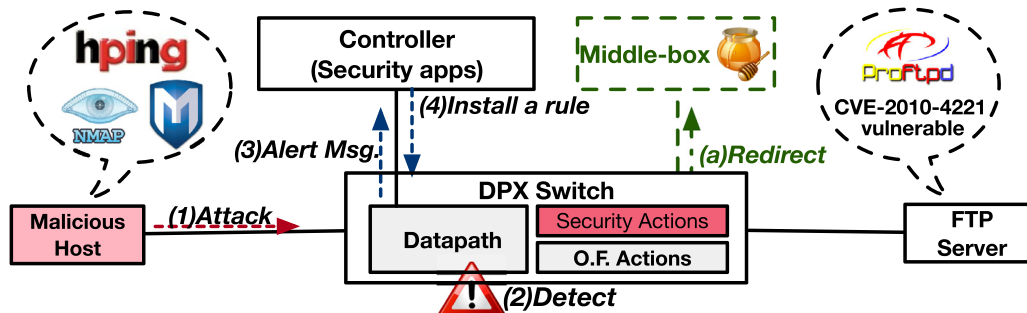 hping
NMAP
Controller
(Security apps)
Middle-box
ProFtpd
CVE-2010-4221
vulnerable
(4)Install a rule
(3)Alert Msg.
(a)Redirect
DPX Switch
Malicious
Host
(1)Attack
Datapath
Security Actions
O.F. Actions
FTP
Server
(2)Detect